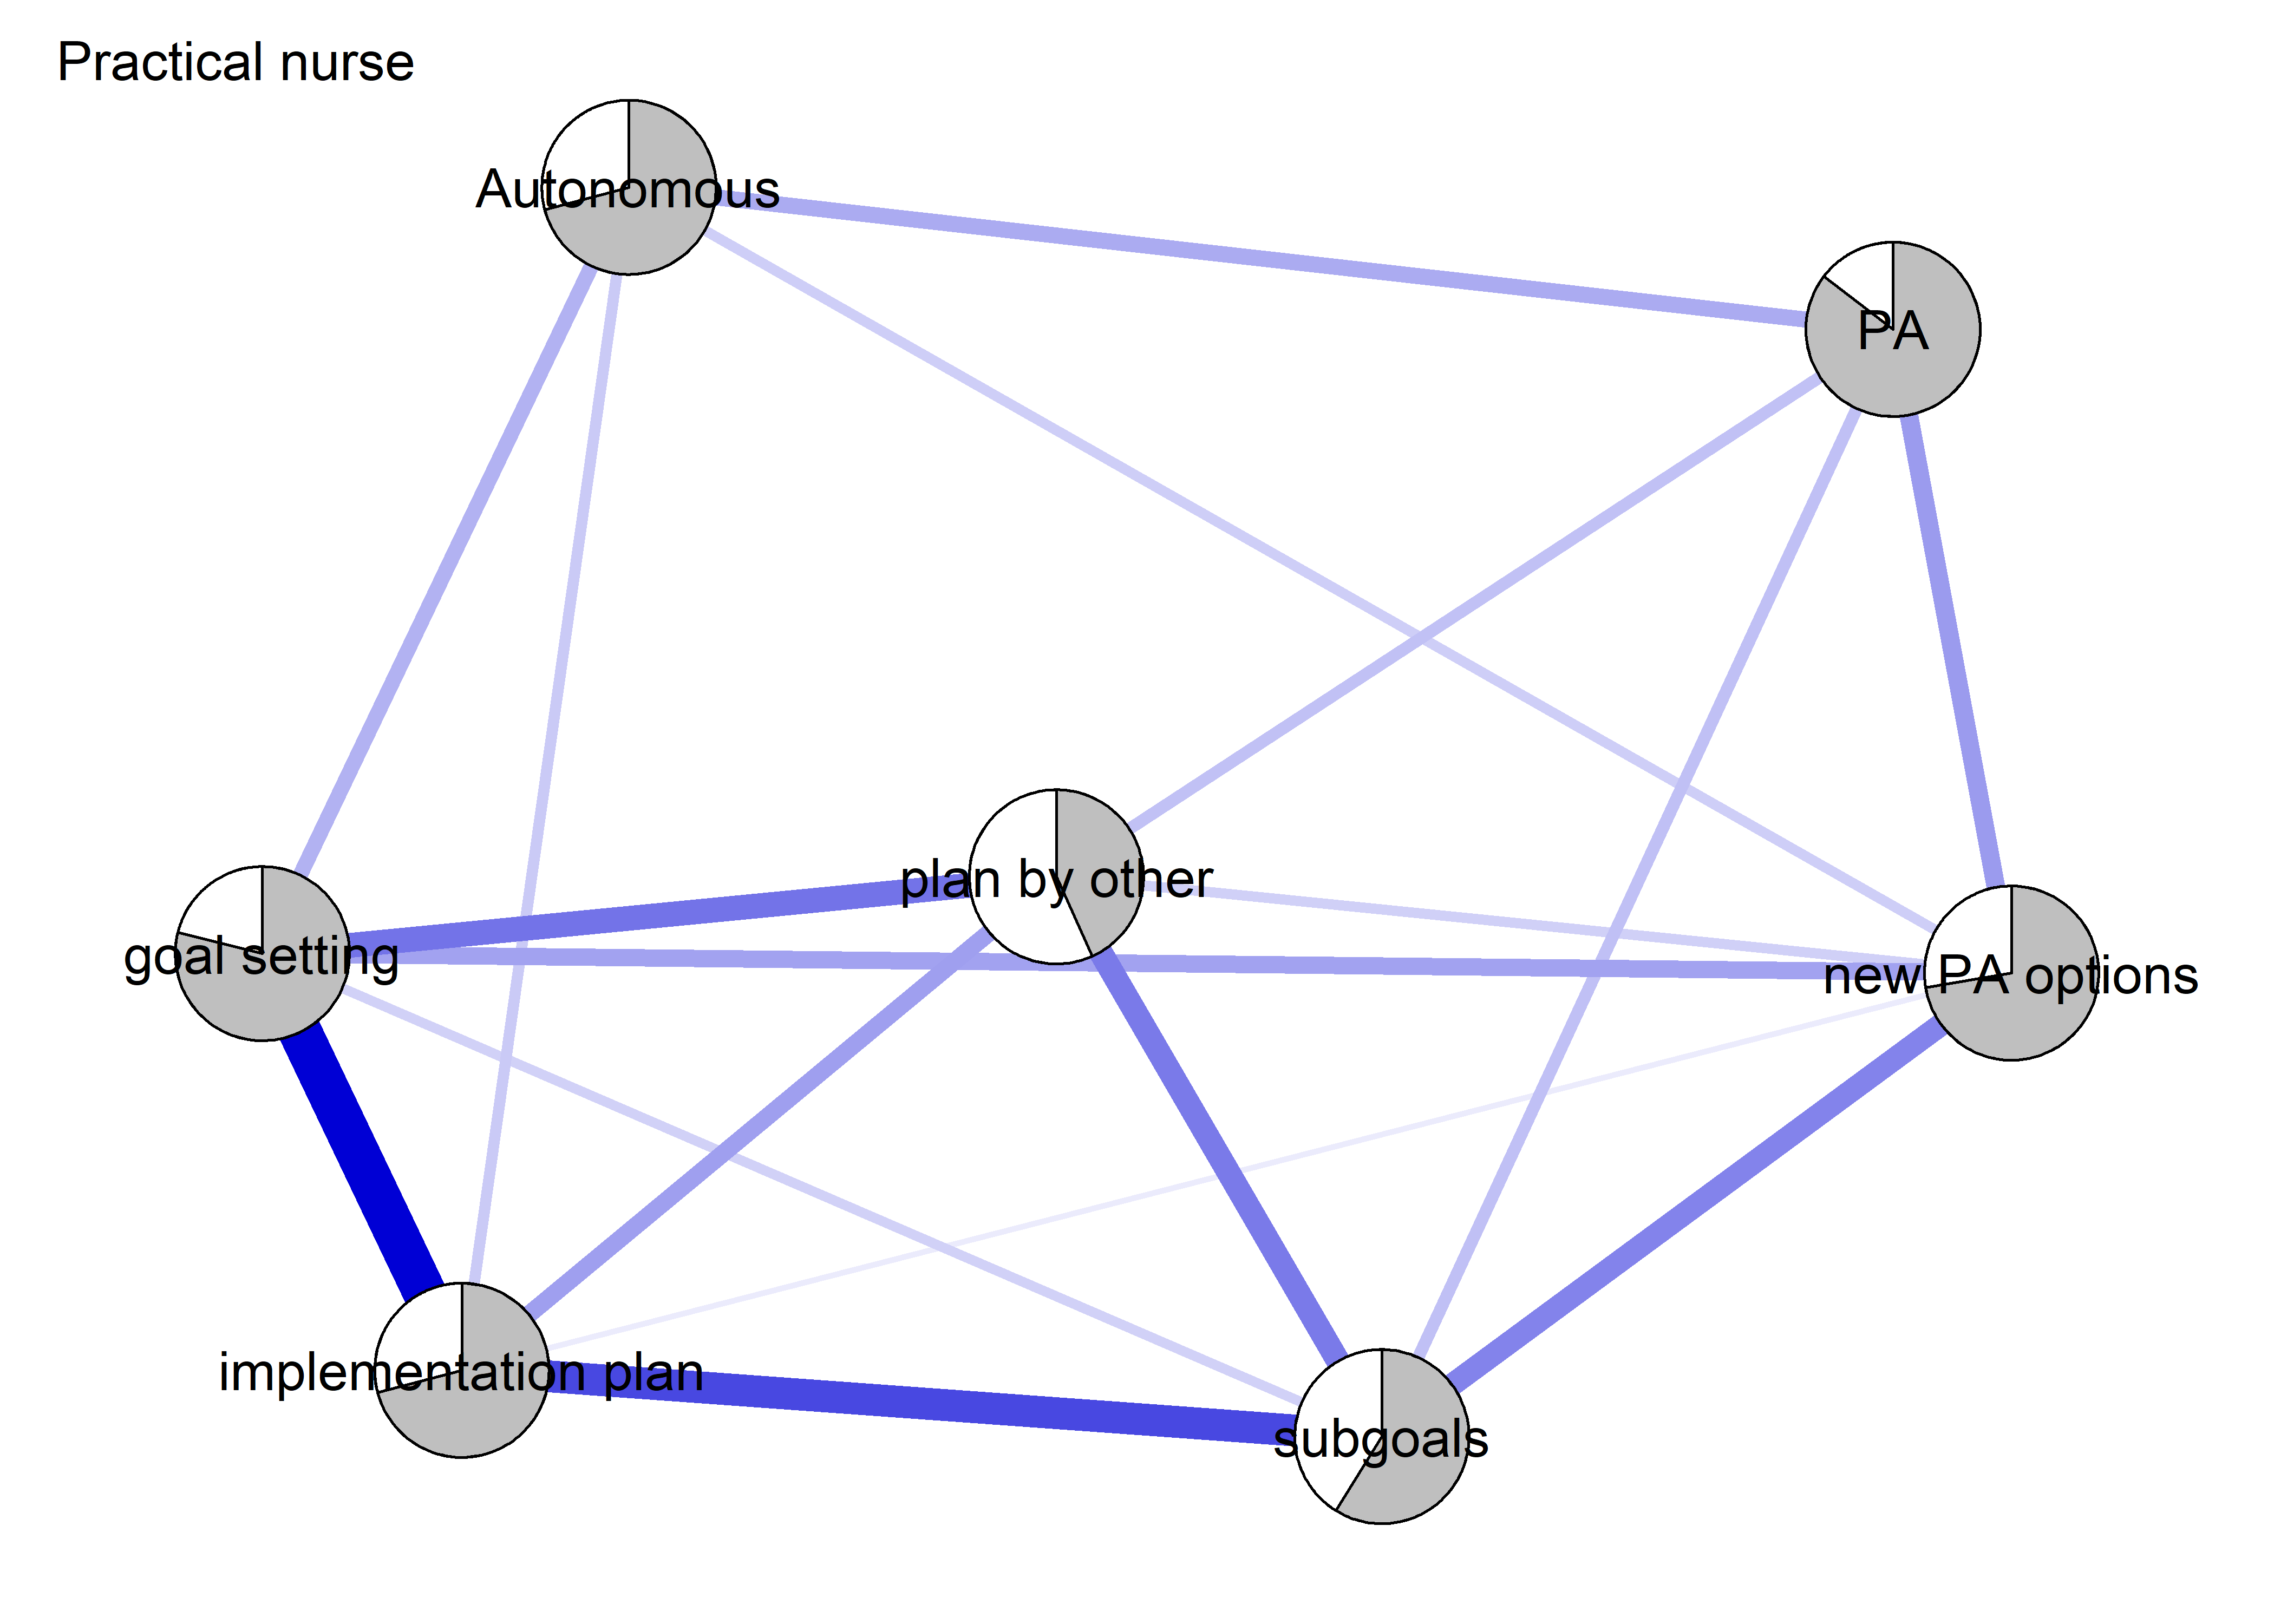 Practical nurse
Autonomous
PA
plan by other
goal setting
new PA options
implementation plan
subgoals